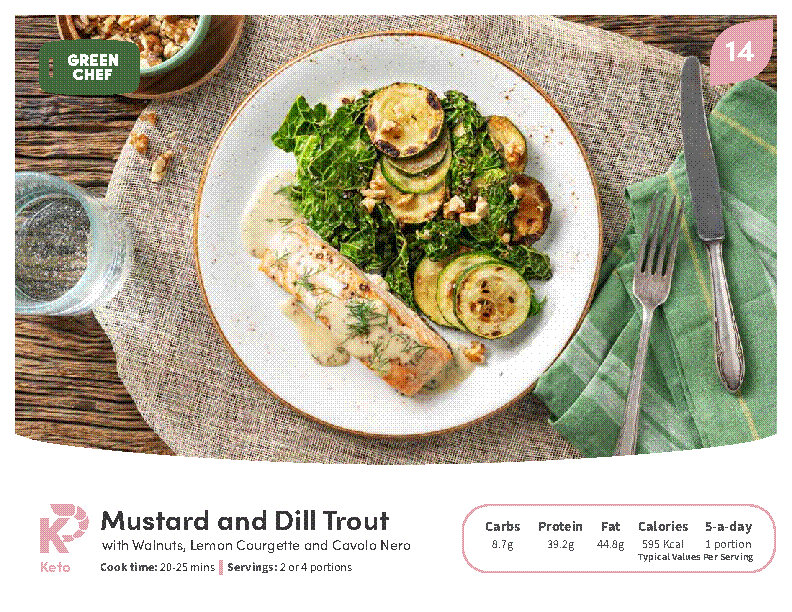 GREEN
CHEF
14
Mustard and Dill Trout
with Walnuts, Lemon Courgette and Cavolo Nero
Cook time: 20-25 mins | Servings: 2 or 4 portions
Keto
Carbs Protein Fat Calories 5-a-day
8.7g 39.2g 44.8g 595 Kcal 1 portion
Typical Values Per Serving